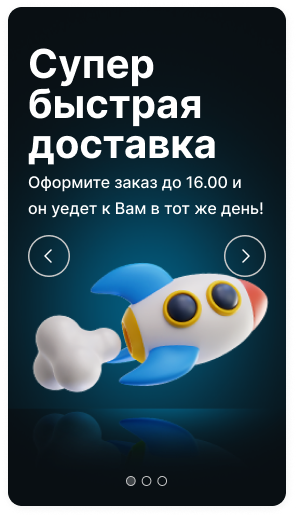 Супер
быстрая
доставка
Оформите заказ до 16.00 и
он уедет к Вам в тот же день!